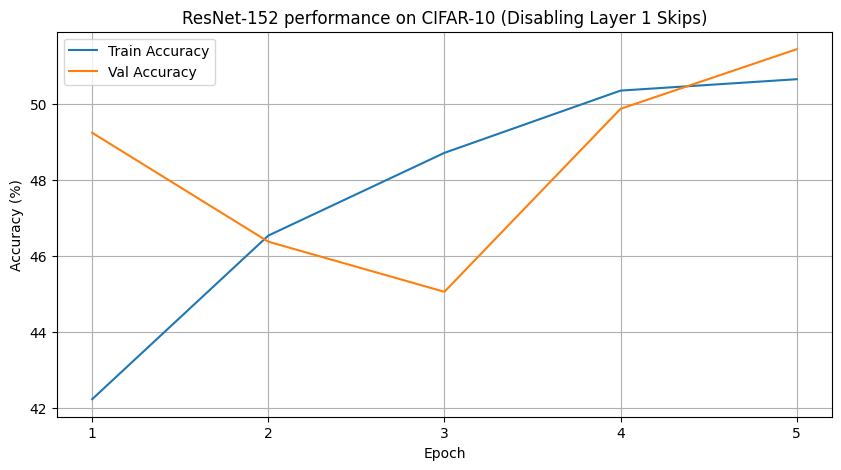 ResNet-152 performance on CIFAR-10 (Disabling Layer 1 Skips)
Train Accuracy
Val Accuracy
Accuracy (%)
50
48
46
44
42
1 2 3 4 5
Epoch